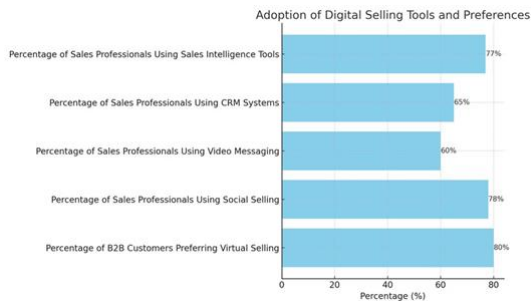 Adoption of Digital Selling Tools and Preferences
Percentage of Sales Professionals Using Sales Intelligence Tools
77%
Percentage of Sales Professionals Using CRM Systems
65%
Percentage of Sales Professionals Using Video Messaging
60%
Percentage of Sales Professionals Using Social Selling
78%
Percentage of B2B Customers Preferring Virtual Selling
80%
0 20 40 60 80
Percentage (%)